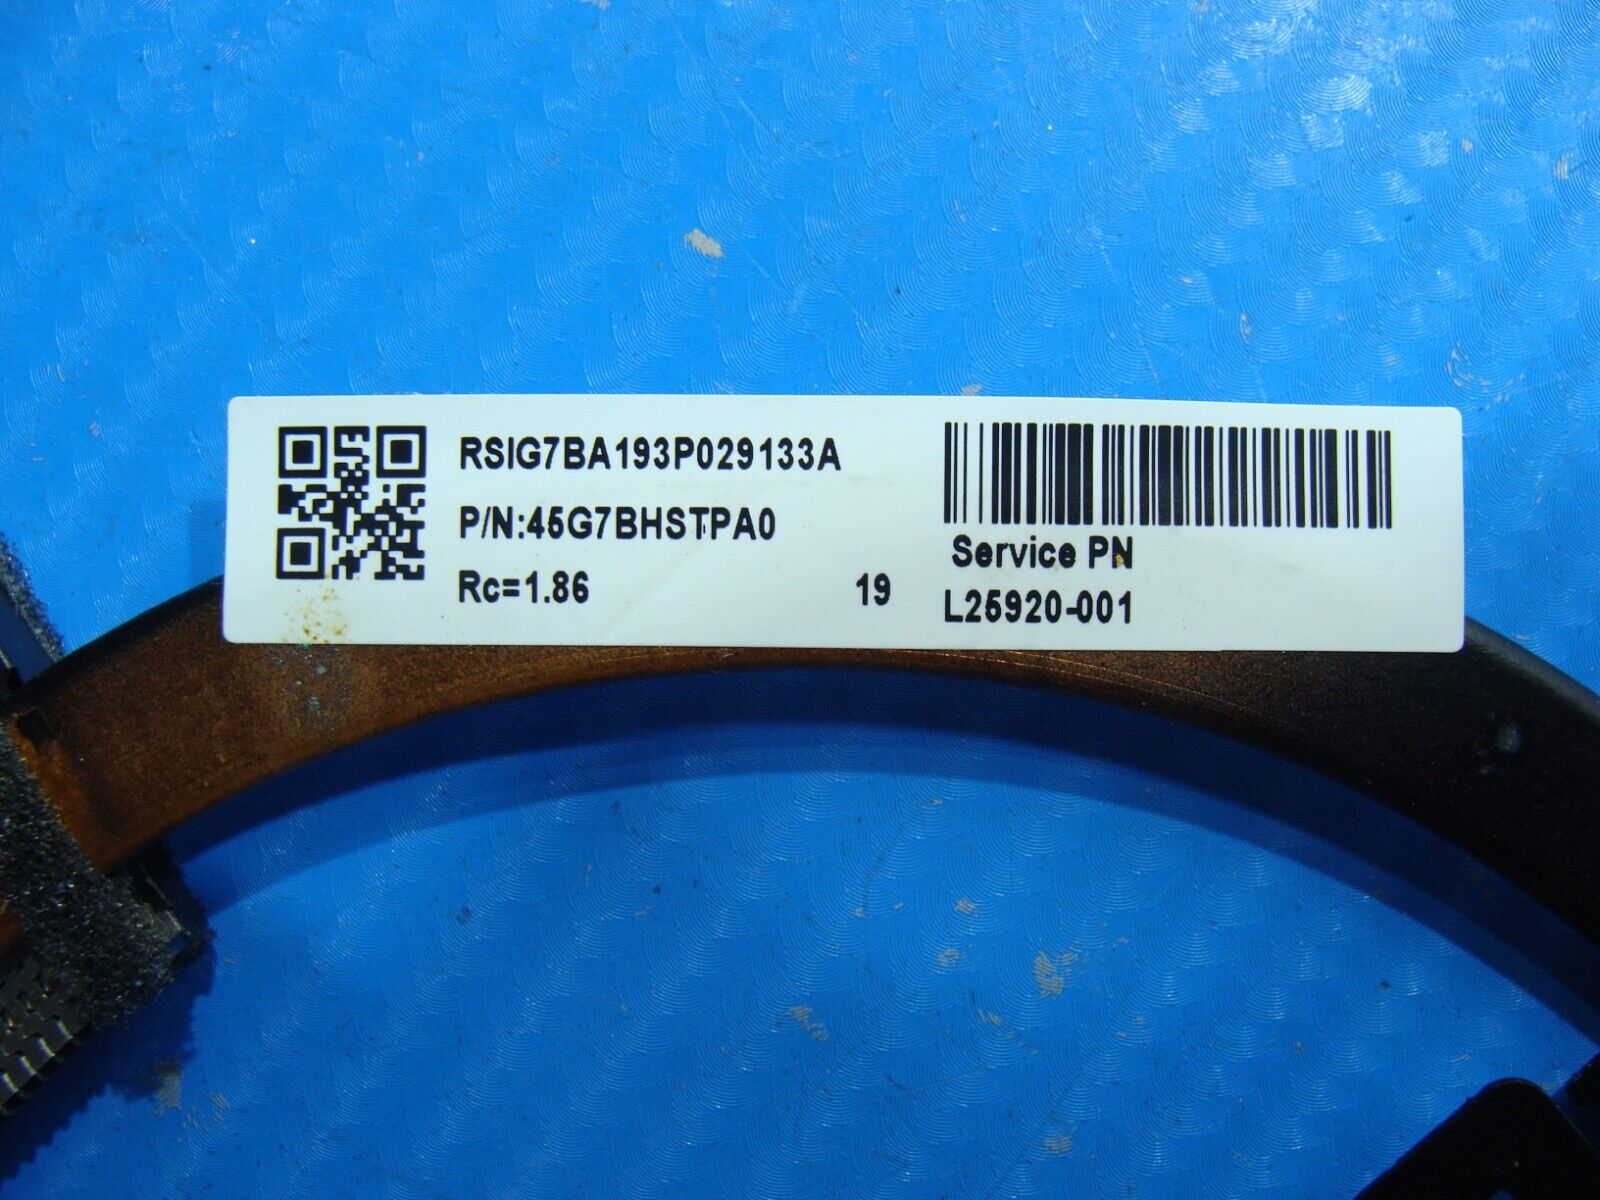 RSIG7BA193P029133A
P/N:45G7BHSTPA0
Rc=1.86
19
Service PN
L25920-001